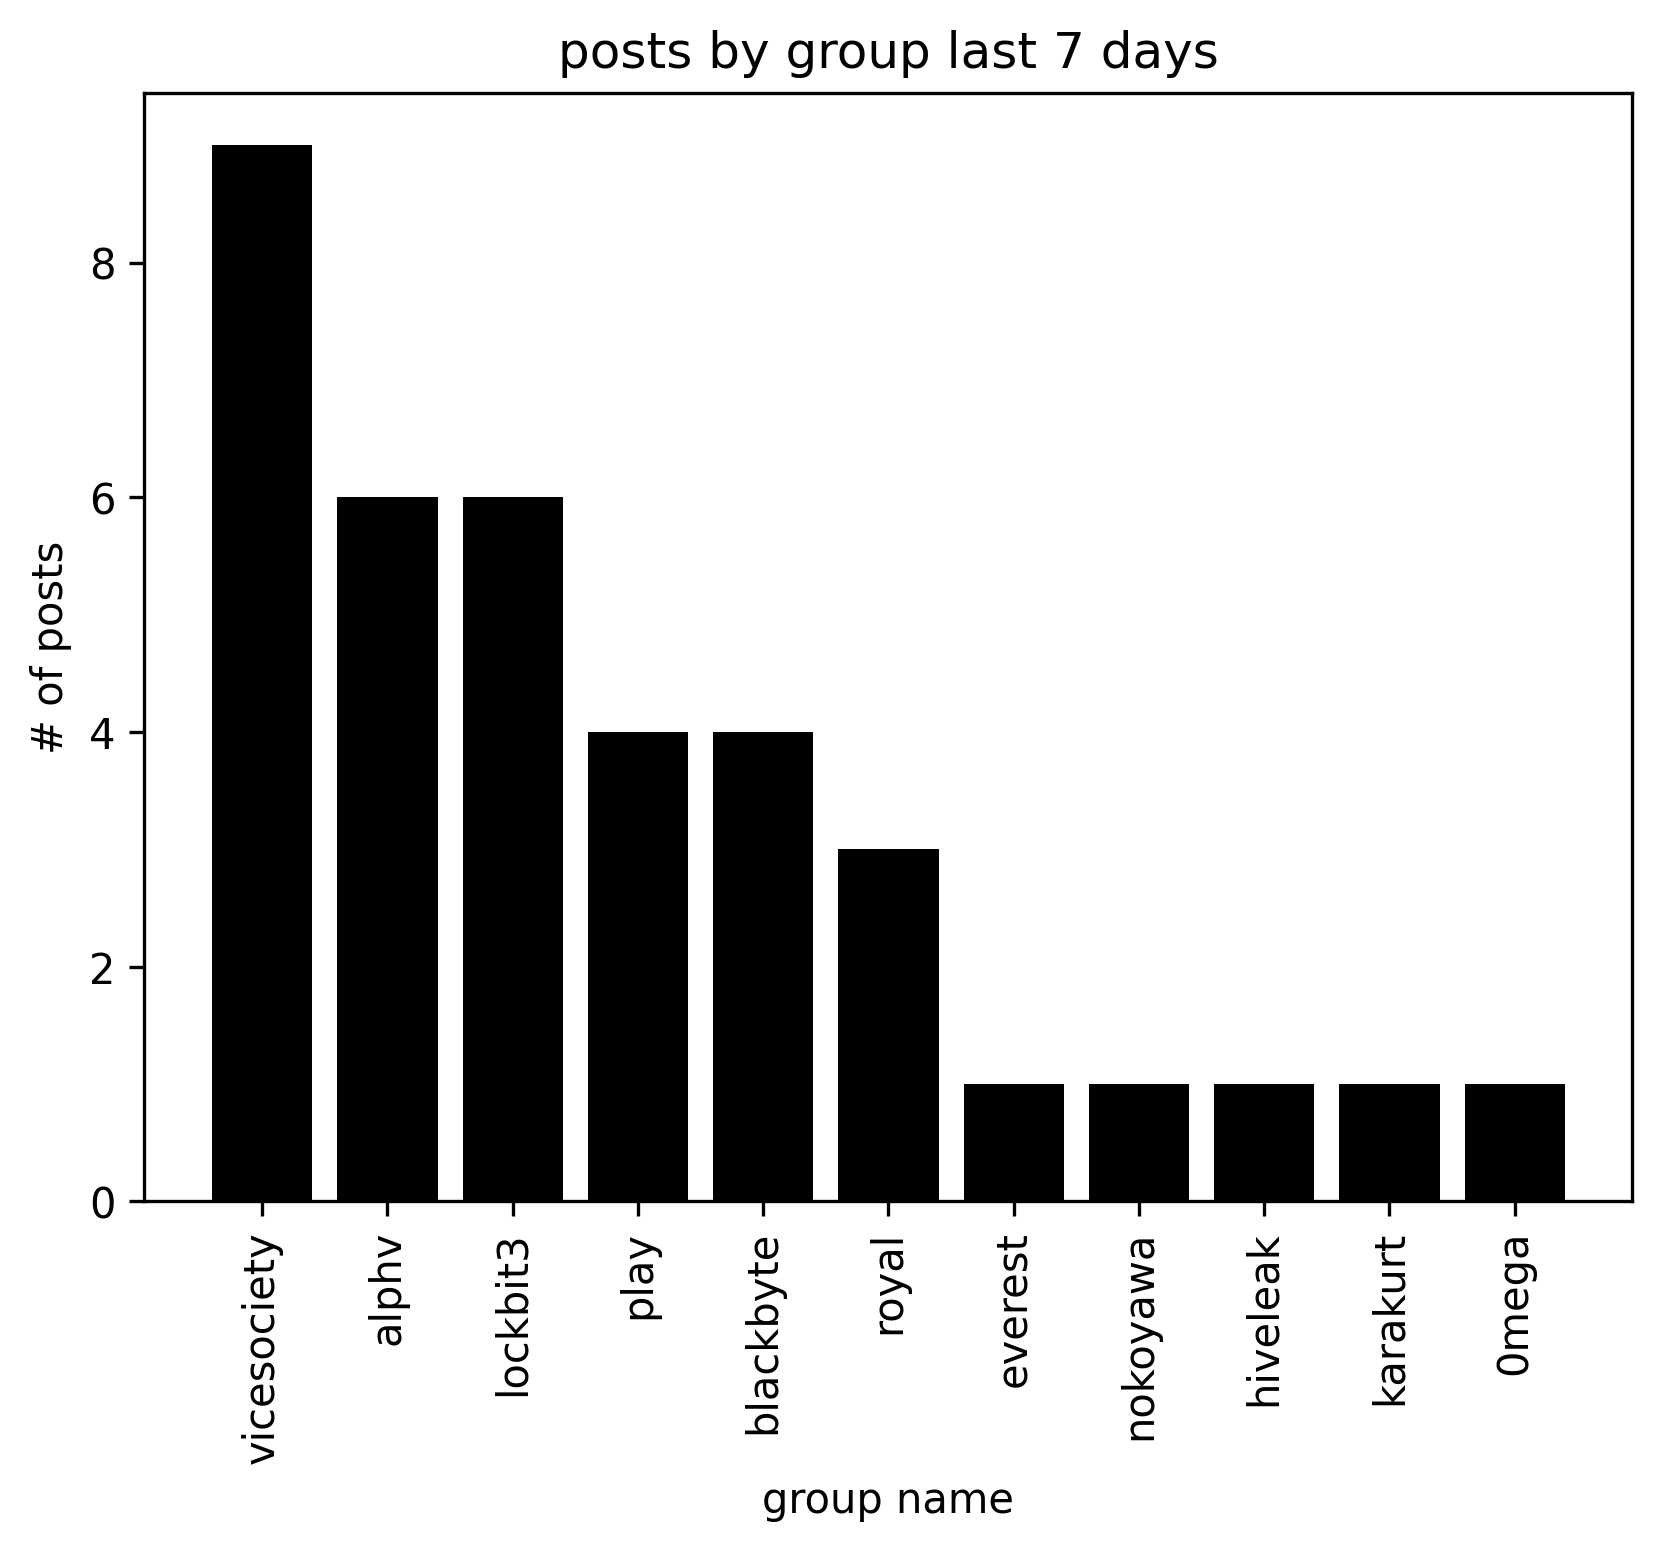 posts by group last 7 days
# of posts
8
6
4
2
0
vicesociety
alphv
lockbit3
play
blackbyte
royal
everest
nokoyawa
hiveleak
karakurt
0mega
group name